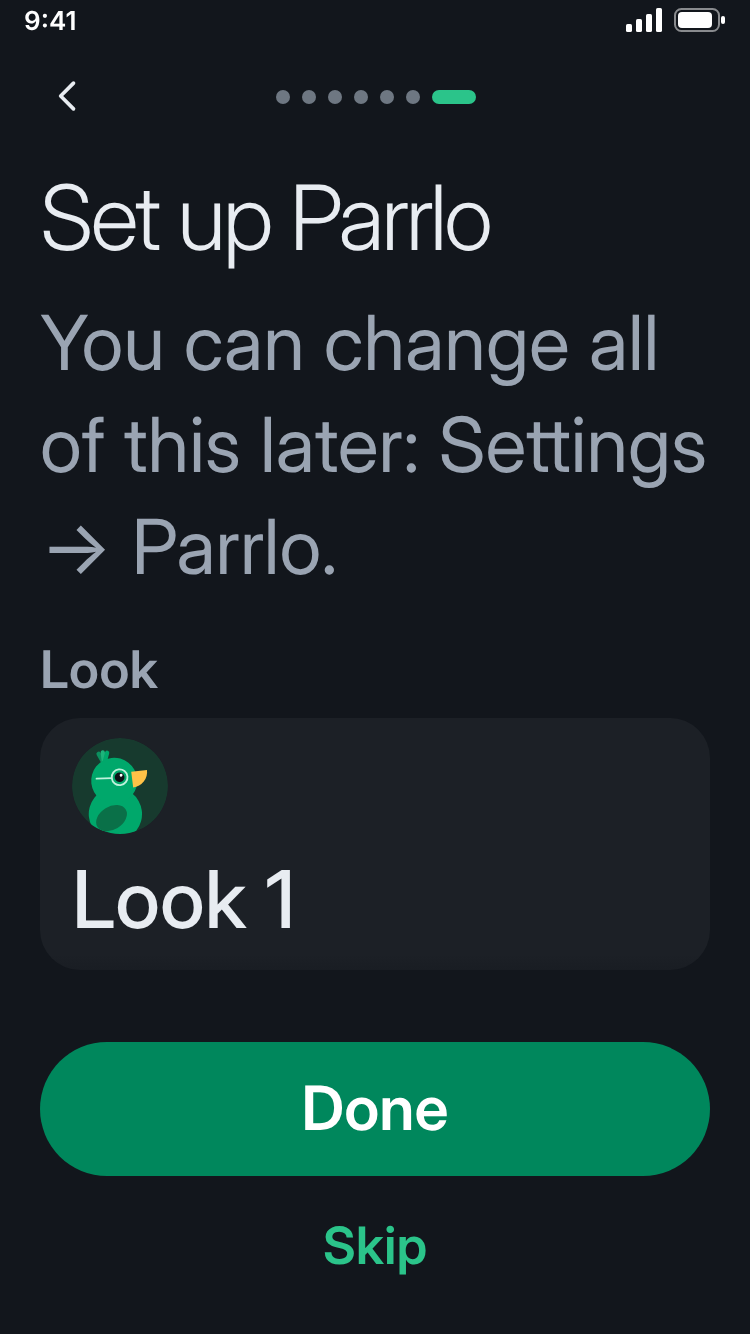 9:41
Set up Parrlo
You can change all
of this later: Settings
→ Parrlo.
Look
Look 1
Done
Skip